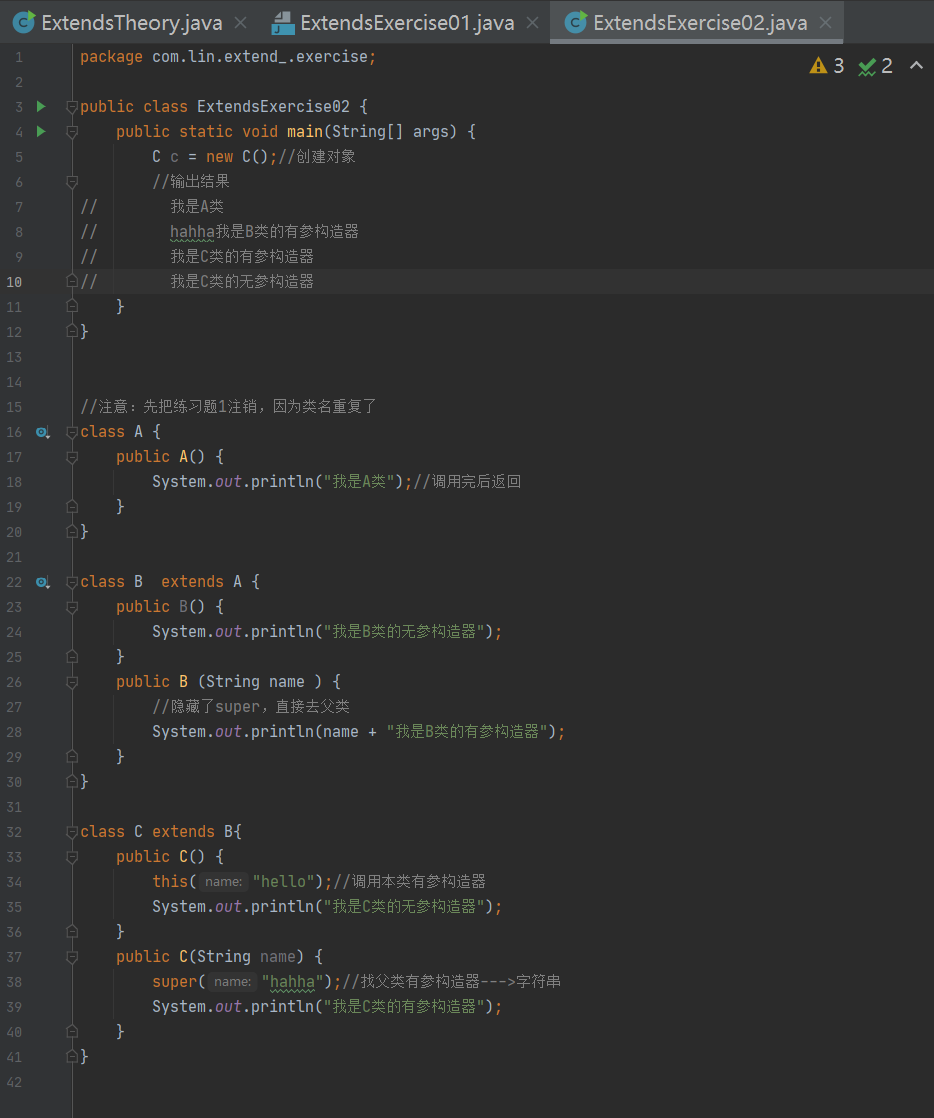 ExtendsTheory.java ExtendsExercise01.java ExtendsExercise02.java
3 2
1 package com.lin.extend_.exercise;
2
3 public class ExtendsExercise02 {
4 public static void main(String[] args) {
5 C c = new C();//创建对象
6 //输出结果
7 // 我是A类
8 // hahha我是B类的有参构造器
9 // 我是C类的有参构造器
10 // 我是C类的无参构造器
11 }
12 }
13
14
15 //注意：先把练习题1注销，因为类名重复了
16 class A {
17 public A() {
18 System.out.println("我是A类");//调用完后返回
19 }
20 }
21
22 class B  extends A {
23 public B() {
24 System.out.println("我是B类的无参构造器");
25 }
26 public B (String name ) {
27 //隐藏了super，直接去父类
28 System.out.println(name + "我是B类的有参构造器");
29 }
30 }
31
32 class C extends B{
33 public C() {
34 this( name: "hello");//调用本类有参构造器
35 System.out.println("我是C类的无参构造器");
36 }
37 public C(String name) {
38 super( name: "hahha");//找父类有参构造器--->字符串
39 System.out.println("我是C类的有参构造器");
40 }
41 }
42